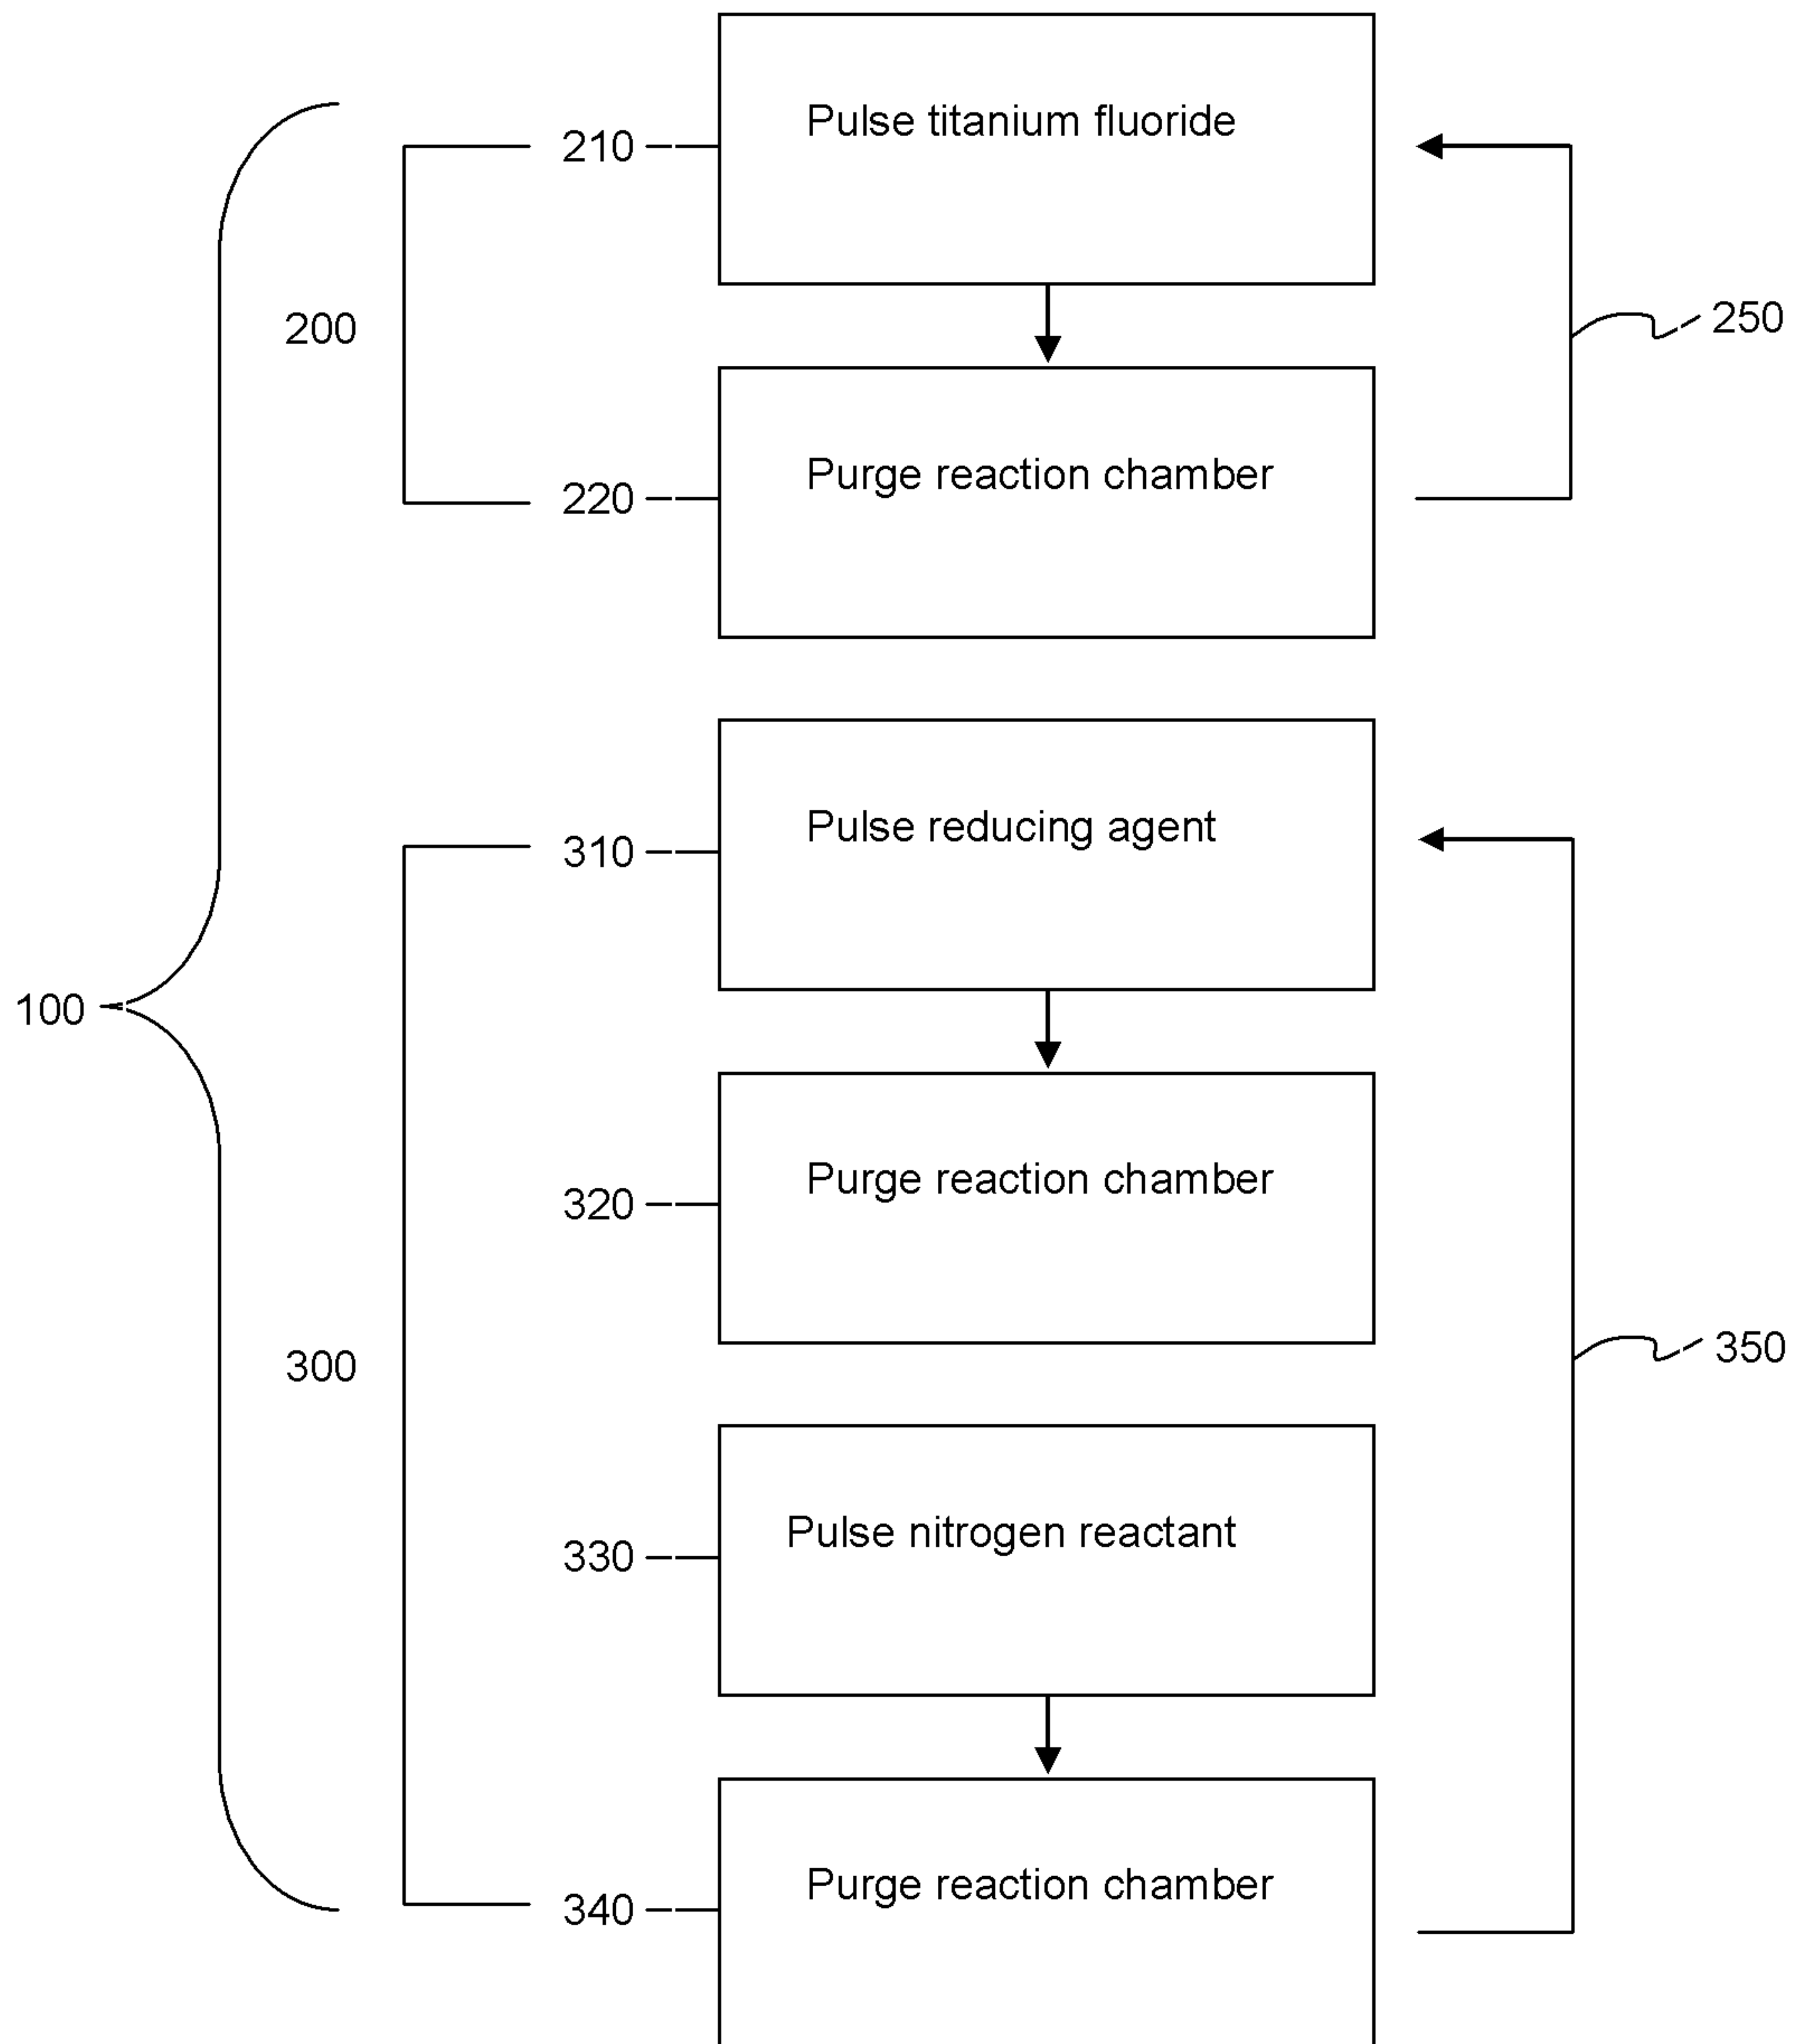 Pulse titanium fluoride
210
200
250
Purge reaction chamber
220
Pulse reducing agent
310
100
Purge reaction chamber
320
300
350
Pulse nitrogen reactant
330
Purge reaction chamber
340